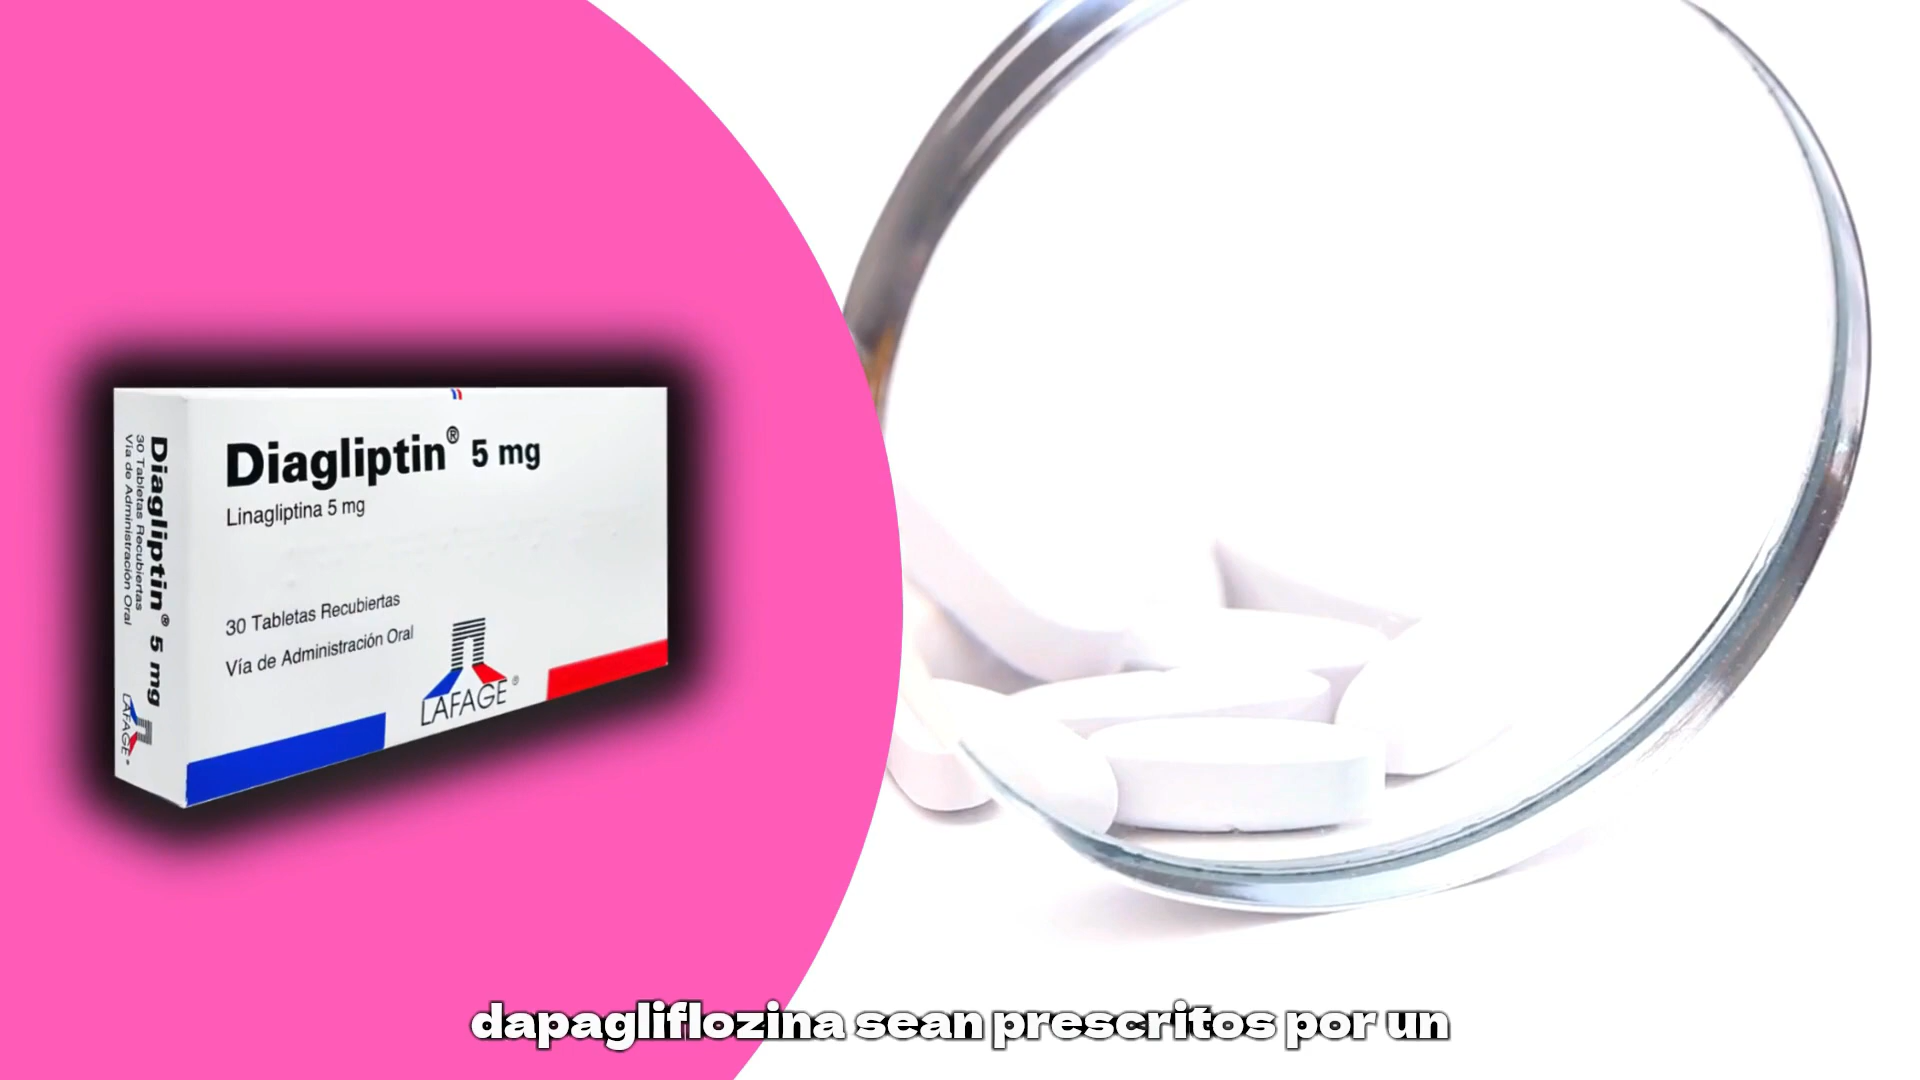 Diagliptin® 5 mg
30 Tabletas Recubiertas
Vía de Administración Oral
LAFAGE®
Diagliptin® 5 mg
Linagliptina 5 mg
30 Tabletas Recubiertas
Vía de Administración Oral
LAFAGE®
dapagliflozina sean prescritos por un